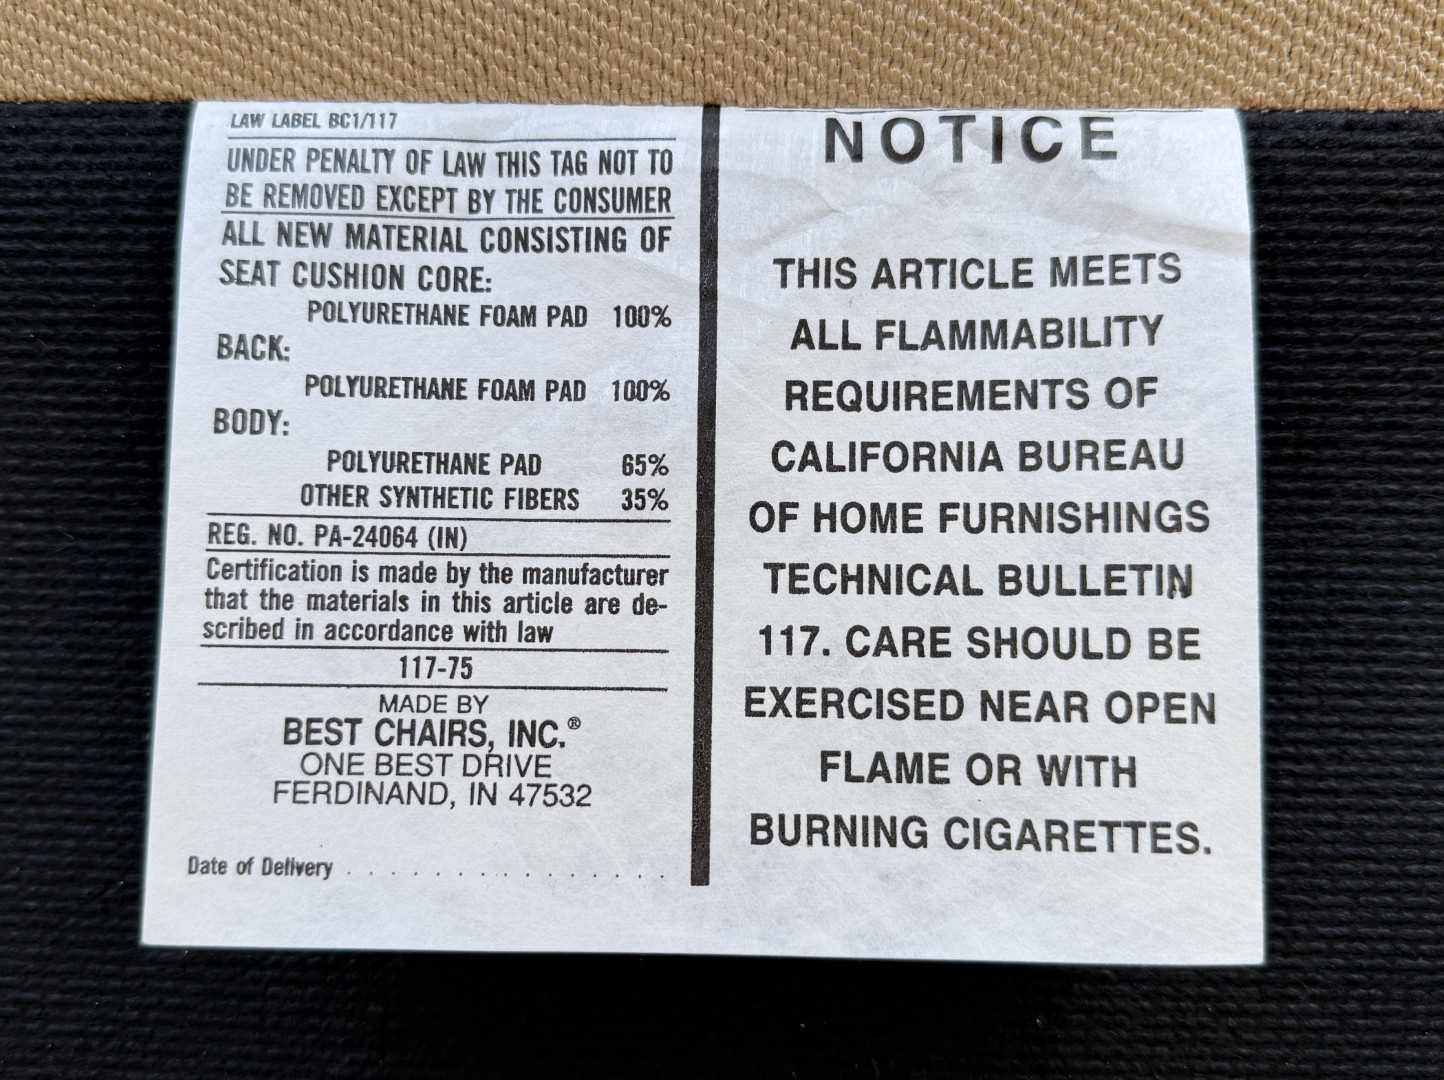 LAW LABEL BC1/117
UNDER PENALTY OF LAW THIS TAG NOT TO
BE REMOVED EXCEPT BY THE CONSUMER
ALL NEW MATERIAL CONSISTING OF
SEAT CUSHION CORE:
POLYURETHANE FOAM PAD 100%
BACK:
POLYURETHANE FOAM PAD 100%
BODY:
POLYURETHANE PAD 65%
OTHER SYNTHETIC FIBERS 35%
REG. NO. PA-24064 (IN)
Certification is made by the manufacturer
that the materials in this article are de-
scribed in accordance with law
117-75
MADE BY
BEST CHAIRS, INC.®
ONE BEST DRIVE
FERDINAND, IN 47532
Date of Delivery . . . . . . . . . . . . . . . .
NOTICE
THIS ARTICLE MEETS
ALL FLAMMABILITY
REQUIREMENTS OF
CALIFORNIA BUREAU
OF HOME FURNISHINGS
TECHNICAL BULLETIN
117. CARE SHOULD BE
EXERCISED NEAR OPEN
FLAME OR WITH
BURNING CIGARETTES.